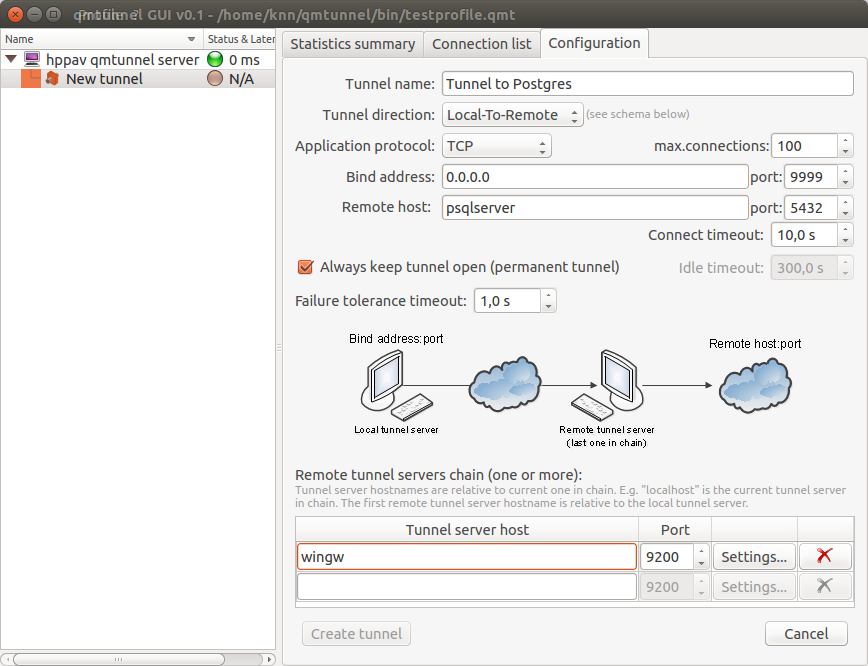 qmtunnel GUI v0.1 - /home/knn/qmtunnel/bin/testprofile.qmt
Name Status & Later
hppav qmtunnel server 0 ms
New tunnel N/A
Statistics summary Connection list Configuration
Tunnel name: Tunnel to Postgres
Tunnel direction: Local-To-Remote (see schema below)
Application protocol: TCP max.connections: 100
Bind address: 0.0.0.0 port: 9999
Remote host: psqlserver port: 5432
Connect timeout: 10,0 s
Always keep tunnel open (permanent tunnel) Idle timeout: 300,0 s
Failure tolerance timeout: 1,0 s
Bind address:port Remote host:port
Local tunnel server Remote tunnel server
(last one in chain)
Remote tunnel servers chain (one or more):
Tunnel server hostnames are relative to current one in chain. E.g. "localhost" is the current tunnel server
in chain. The first remote tunnel server hostname is relative to the local tunnel server.
Tunnel server host Port
wingw 9200 Settings...
9200 Settings...
Create tunnel Cancel